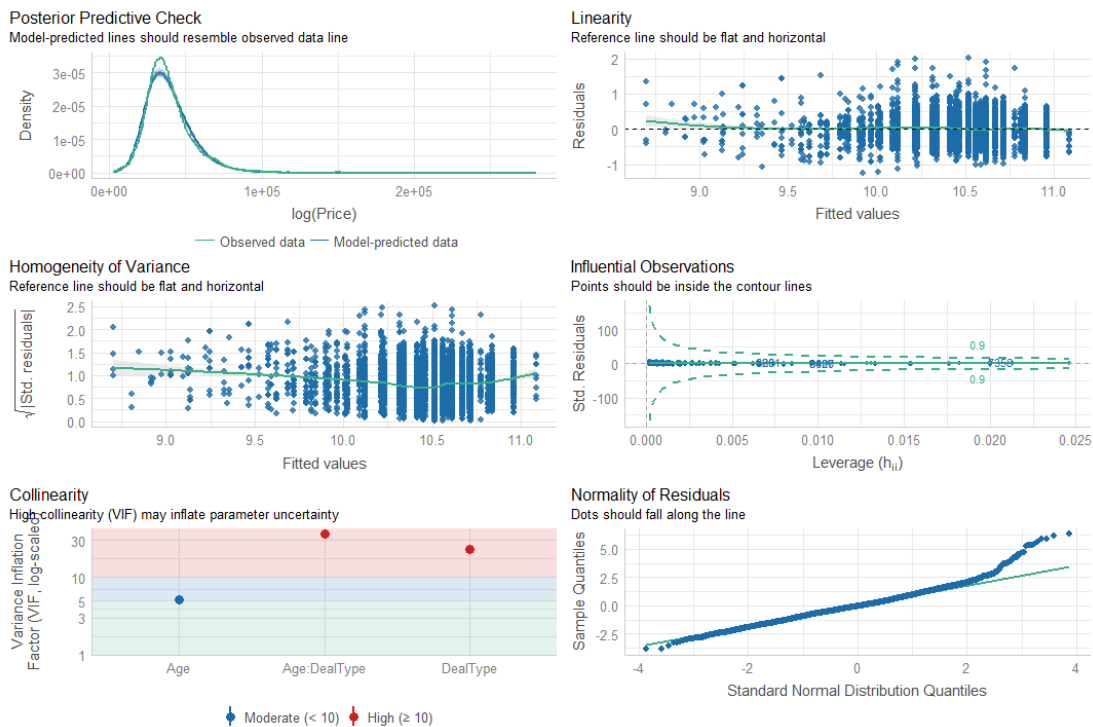 Posterior Predictive Check
Model-predicted lines should resemble observed data line
Density
3e-05
2e-05
1e-05
0e+00
0e+00 1e+05 2e+05
log(Price)
Observed data Model-predicted data
Linearity
Reference line should be flat and horizontal
Residuals
2
1
0
-1
9.0 9.5 10.0 10.5 11.0
Fitted values
Homogeneity of Variance
Reference line should be flat and horizontal
√|Std. residuals|
2.5
2.0
1.5
1.0
0.5
0.0
9.0 9.5 10.0 10.5 11.0
Fitted values
Influential Observations
Points should be inside the contour lines
Std. Residuals
100
0
-100
0.9
0.9
0.000 0.005 0.010 0.015 0.020 0.025
Leverage (hii)
Collinearity
High collinearity (VIF) may inflate parameter uncertainty
Variance Inflation
Factor (VIF, log-scaled)
30
10
5
3
1
Age Age:DealType DealType
Moderate (< 10) High (≥ 10)
Normality of Residuals
Dots should fall along the line
Sample Quantiles
5.0
2.5
0.0
-2.5
-4 -2 0 2 4
Standard Normal Distribution Quantiles